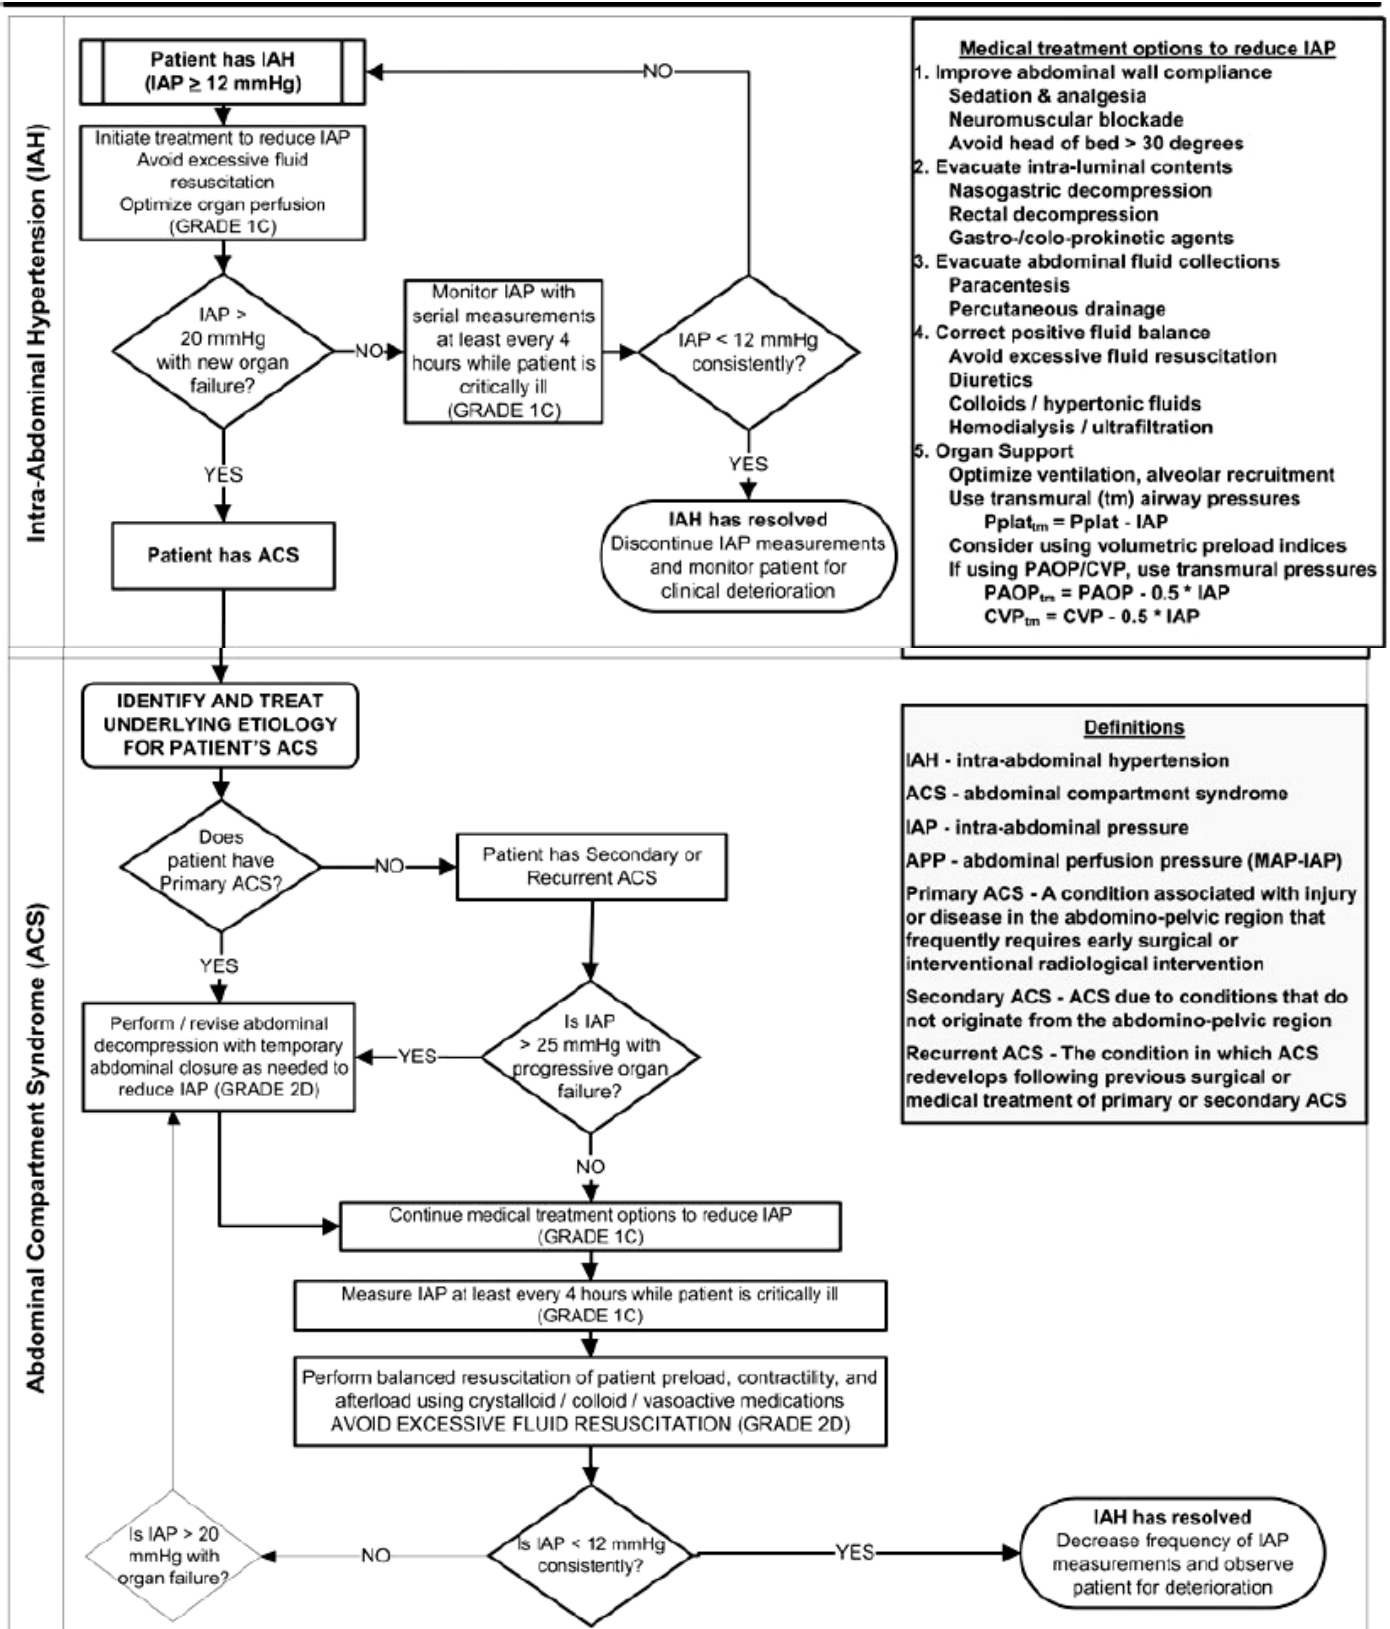 Intra-Abdominal Hypertension (IAH)
Patient has IAH
(IAP ≥ 12 mmHg)
NO
Initiate treatment to reduce IAP
Avoid excessive fluid
resuscitation
Optimize organ perfusion
(GRADE 1C)
IAP >
20 mmHg
with new organ
failure?
NO
Monitor IAP with
serial measurements
at least every 4
hours while patient is
critically ill
(GRADE 1C)
IAP < 12 mmHg
consistently?
YES
YES
Patient has ACS
IAH has resolved
Discontinue IAP measurements
and monitor patient for
clinical deterioration
Medical treatment options to reduce IAP
1. Improve abdominal wall compliance
Sedation & analgesia
Neuromuscular blockade
Avoid head of bed > 30 degrees
2. Evacuate intra-luminal contents
Nasogastric decompression
Rectal decompression
Gastro-/colo-prokinetic agents
3. Evacuate abdominal fluid collections
Paracentesis
Percutaneous drainage
4. Correct positive fluid balance
Avoid excessive fluid resuscitation
Diuretics
Colloids / hypertonic fluids
Hemodialysis / ultrafiltration
5. Organ Support
Optimize ventilation, alveolar recruitment
Use transmural (tm) airway pressures
Pplattm = Pplat - IAP
Consider using volumetric preload indices
If using PAOP/CVP, use transmural pressures
PAOPtm = PAOP - 0.5 * IAP
CVPtm = CVP - 0.5 * IAP
Abdominal Compartment Syndrome (ACS)
IDENTIFY AND TREAT
UNDERLYING ETIOLOGY
FOR PATIENT'S ACS
Does
patient have
Primary ACS?
NO
Patient has Secondary or
Recurrent ACS
YES
Perform / revise abdominal
decompression with temporary
abdominal closure as needed to
reduce IAP (GRADE 2D)
YES
Is IAP
> 25 mmHg with
progressive organ
failure?
NO
Continue medical treatment options to reduce IAP
(GRADE 1C)
Measure IAP at least every 4 hours while patient is critically ill
(GRADE 1C)
Perform balanced resuscitation of patient preload, contractility, and
afterload using crystalloid / colloid / vasoactive medications
AVOID EXCESSIVE FLUID RESUSCITATION (GRADE 2D)
Is IAP > 20
mmHg with
organ failure?
NO
Is IAP < 12 mmHg
consistently?
YES
IAH has resolved
Decrease frequency of IAP
measurements and observe
patient for deterioration
Definitions
IAH - intra-abdominal hypertension
ACS - abdominal compartment syndrome
IAP - intra-abdominal pressure
APP - abdominal perfusion pressure (MAP-IAP)
Primary ACS - A condition associated with injury
or disease in the abdomino-pelvic region that
frequently requires early surgical or
interventional radiological intervention
Secondary ACS - ACS due to conditions that do
not originate from the abdomino-pelvic region
Recurrent ACS - The condition in which ACS
redevelops following previous surgical or
medical treatment of primary or secondary ACS